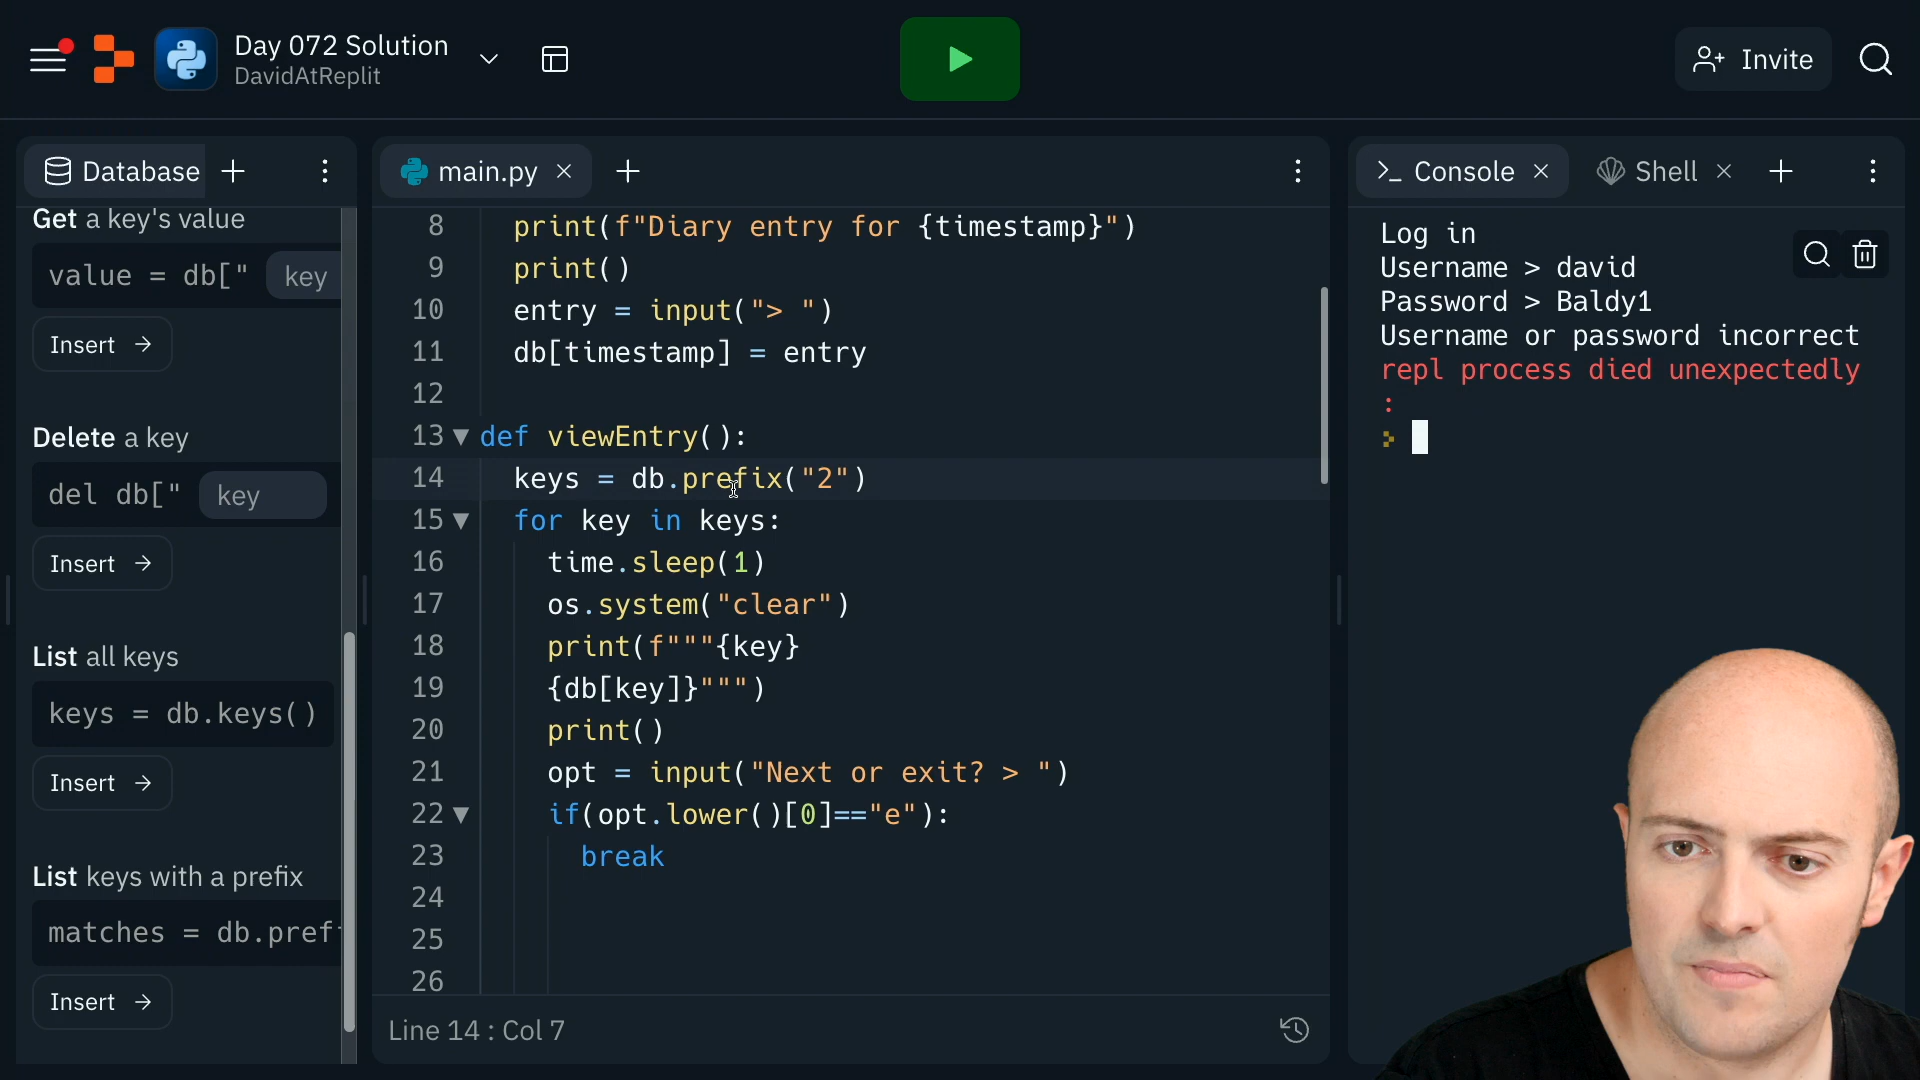 Day 072 Solution
DavidAtReplit
Invite
Database
Get a key's value
value = db[" key
Insert →
Delete a key
del db[" key
Insert →
List all keys
keys = db.keys()
Insert →
List keys with a prefix
matches = db.pref
Insert →
main.py
8 print(f"Diary entry for {timestamp}")
9 print()
10 entry = input("> ")
11 db[timestamp] = entry
12
13 def viewEntry():
14 keys = db.prefix("2")
15 for key in keys:
16 time.sleep(1)
17 os.system("clear")
18 print(f"""{key}
19 {db[key]}""")
20 print()
21 opt = input("Next or exit? > ")
22 if(opt.lower()[0]=="e"):
23 break
24
25
26
Line 14 : Col 7
Console
Shell
Log in
Username > david
Password > Baldy1
Username or password incorrect
repl process died unexpectedly
: